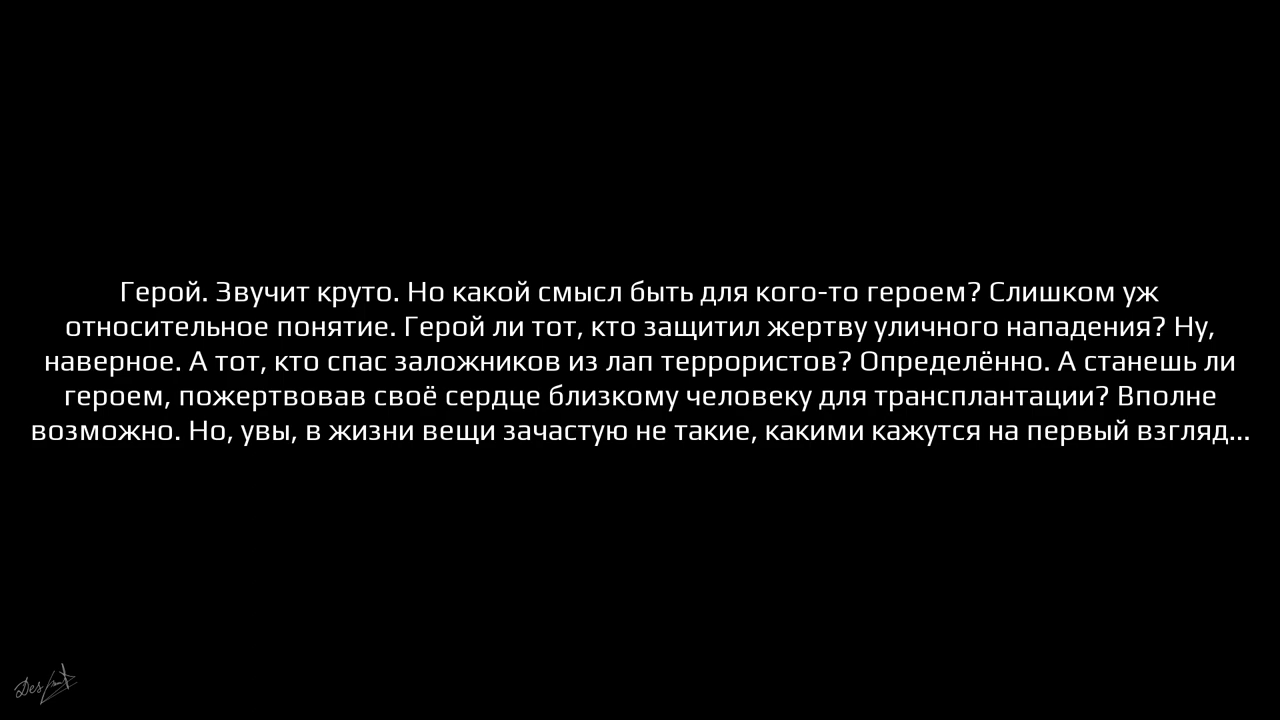 Герой. Звучит круто. Но какой смысл быть для кого-то героем? Слишком уж
относительное понятие. Герой ли тот, кто защитил жертву уличного нападения? Ну,
наверное. А тот, кто спас заложников из лап террористов? Определённо. А станешь ли
героем, пожертвовав своё сердце близкому человеку для трансплантации? Вполне
возможно. Но, увы, в жизни вещи зачастую не такие, какими кажутся на первый взгляд...